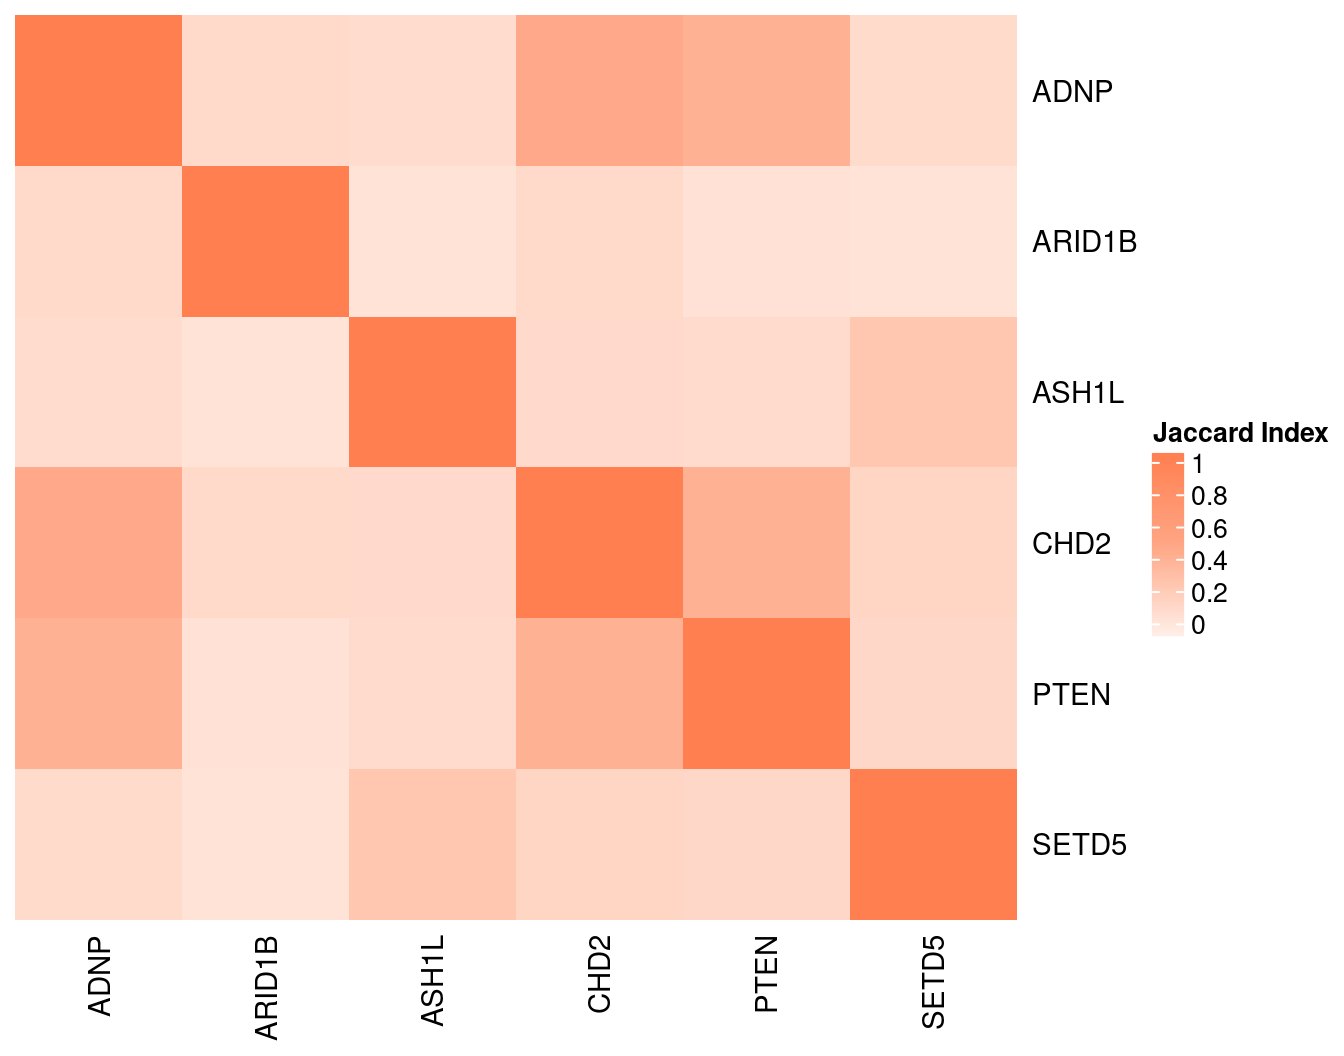 ADNP
ARID1B
ASH1L
CHD2
PTEN
SETD5
Jaccard Index
1
0.8
0.6
0.4
0.2
0
ADNP
ARID1B
ASH1L
CHD2
PTEN
SETD5